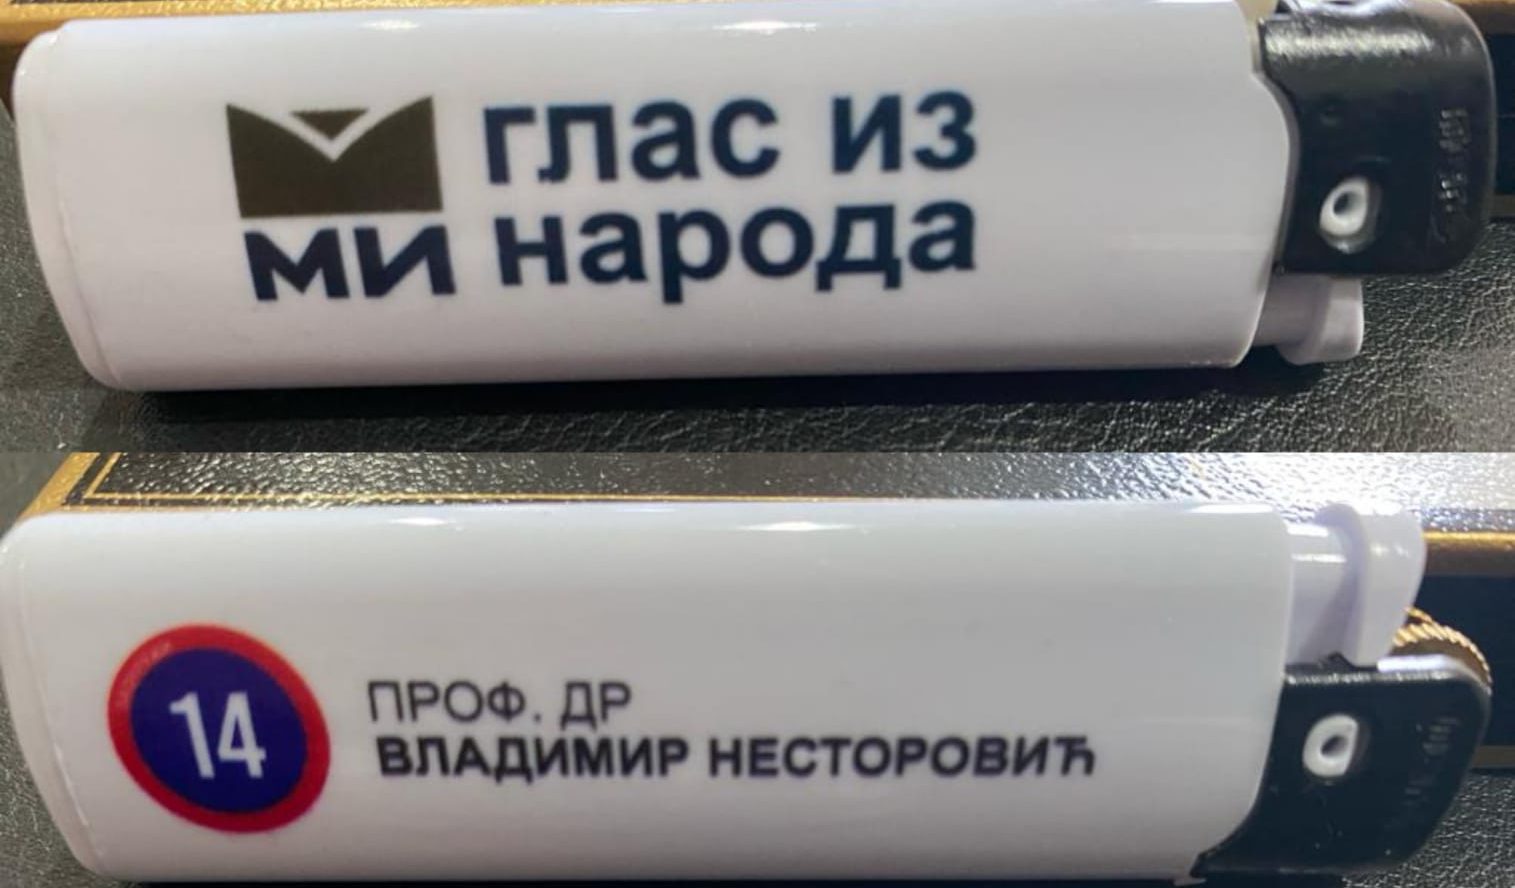 МИ
глас из
народа
14
ПРОФ. ДР
ВЛАДИМИР НЕСТОРОВИЋ